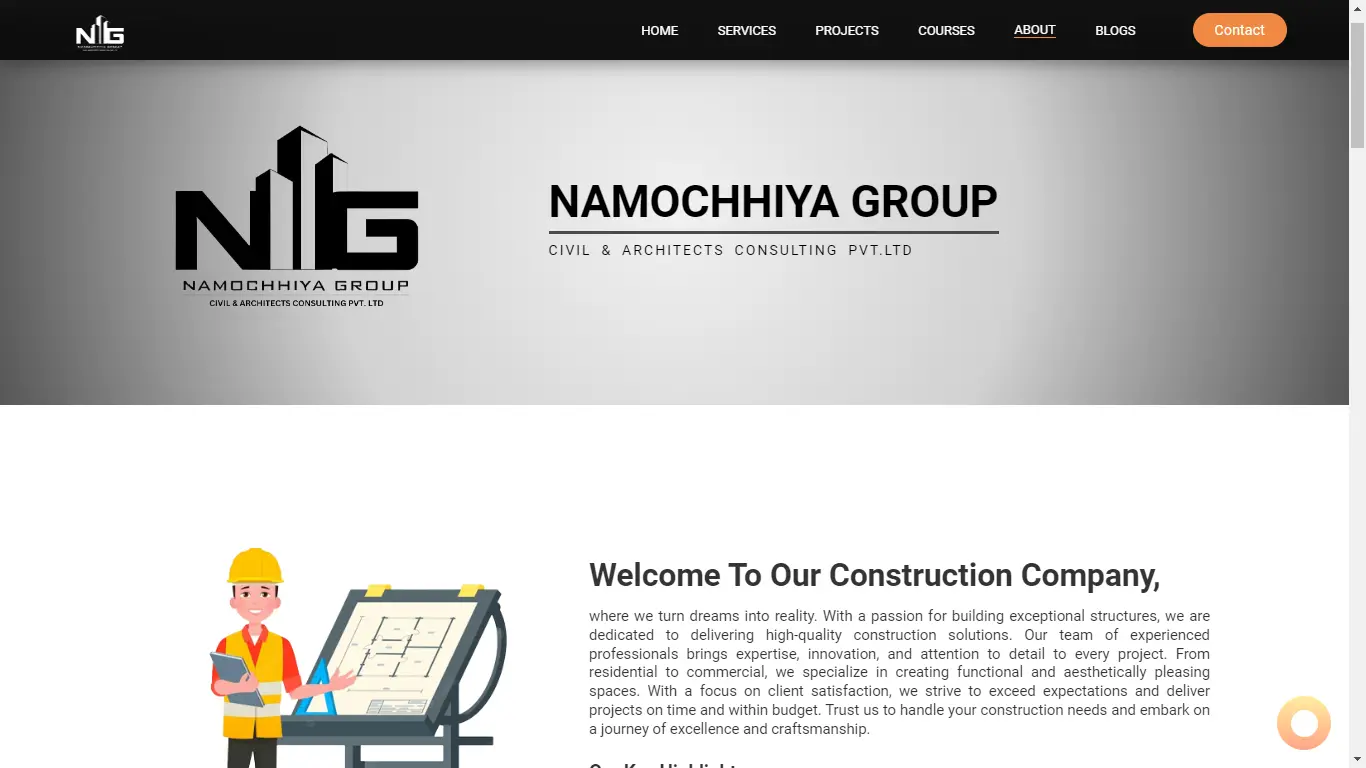 NG
HOME SERVICES PROJECTS COURSES ABOUT BLOGS Contact
NG
NAMOCHHIYA GROUP
CIVIL & ARCHITECTS CONSULTING PVT. LTD
NAMOCHHIYA GROUP
CIVIL & ARCHITECTS CONSULTING PVT.LTD
Welcome To Our Construction Company,
where we turn dreams into reality. With a passion for building exceptional structures, we are
dedicated to delivering high-quality construction solutions. Our team of experienced
professionals brings expertise, innovation, and attention to detail to every project. From
residential to commercial, we specialize in creating functional and aesthetically pleasing
spaces. With a focus on client satisfaction, we strive to exceed expectations and deliver
projects on time and within budget. Trust us to handle your construction needs and embark on
a journey of excellence and craftsmanship.